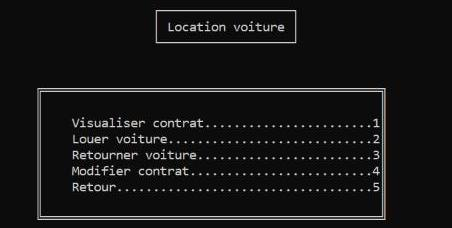 Location voiture
Visualiser contrat.......................1
Louer voiture............................2
Retourner voiture........................3
Modifier contrat.........................4
Retour...................................5